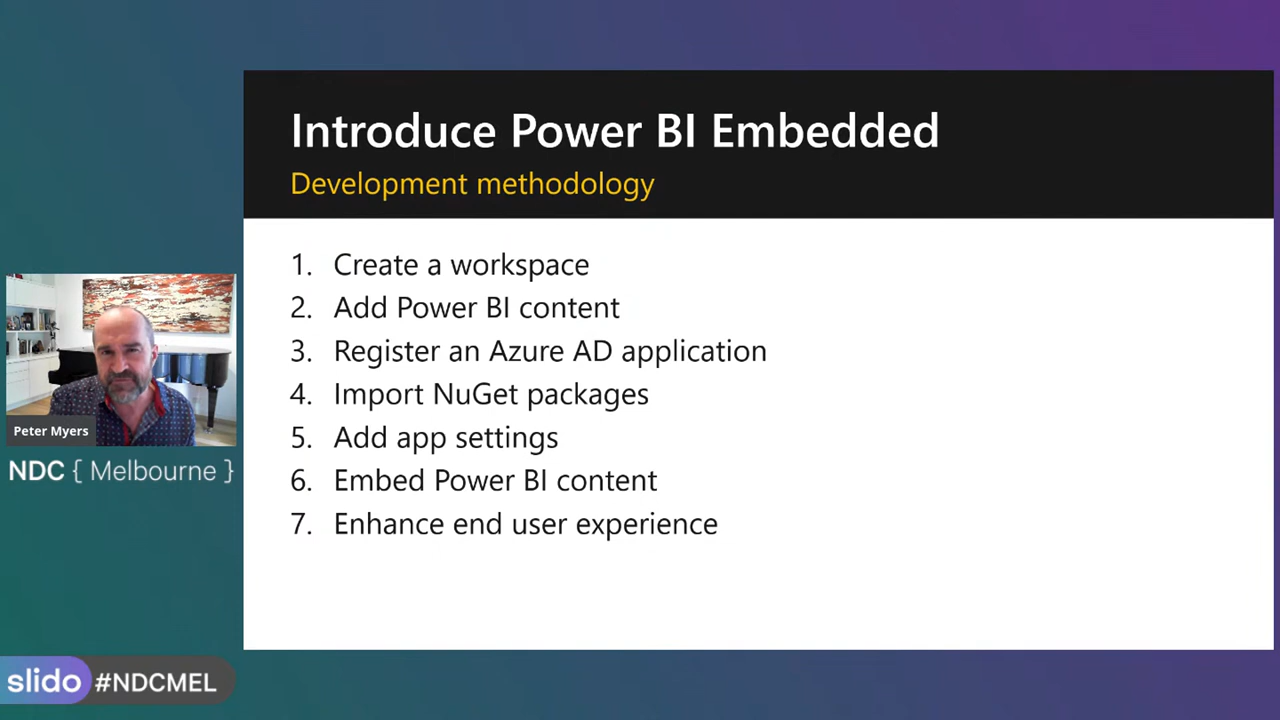 Introduce Power BI Embedded
Development methodology
1. Create a workspace
2. Add Power BI content
3. Register an Azure AD application
4. Import NuGet packages
5. Add app settings
6. Embed Power BI content
7. Enhance end user experience
Peter Myers
NDC { Melbourne }
slido #NDCMEL